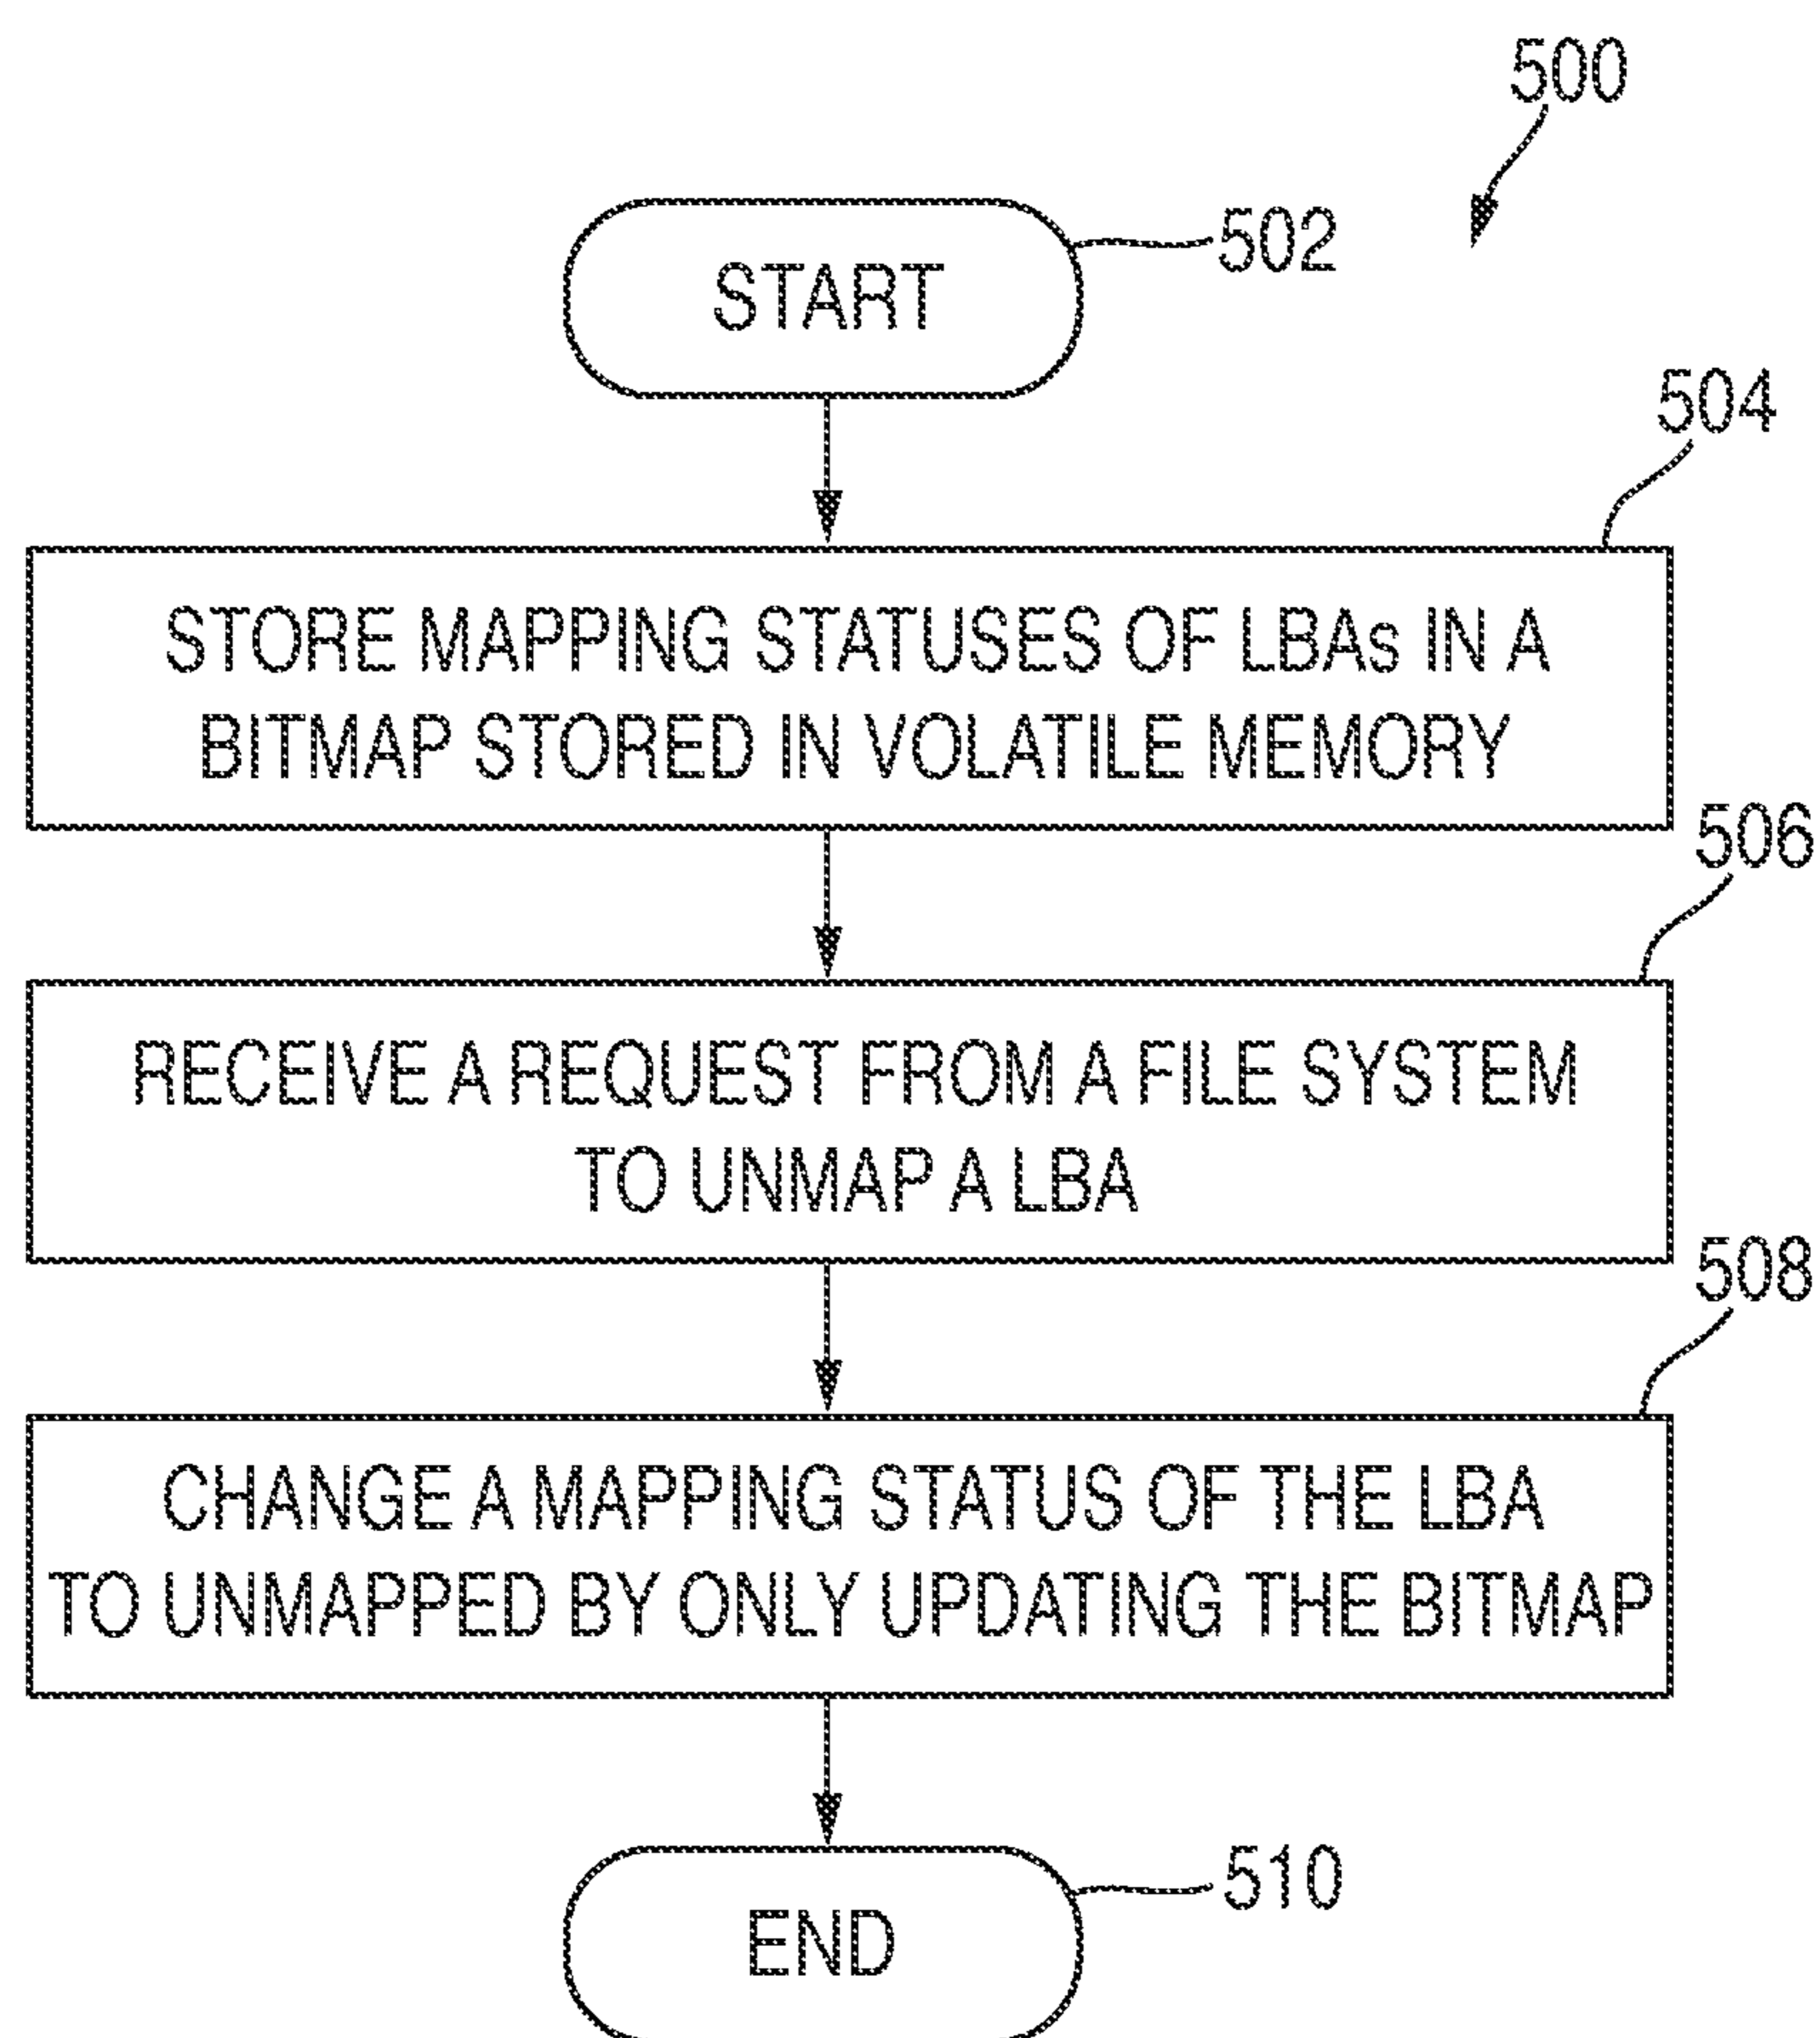 500
START
502
504
STORE MAPPING STATUSES OF LBAs IN A
BITMAP STORED IN VOLATILE MEMORY
506
RECEIVE A REQUEST FROM A FILE SYSTEM
TO UNMAP A LBA
508
CHANGE A MAPPING STATUS OF THE LBA
TO UNMAPPED BY ONLY UPDATING THE BITMAP
510
END